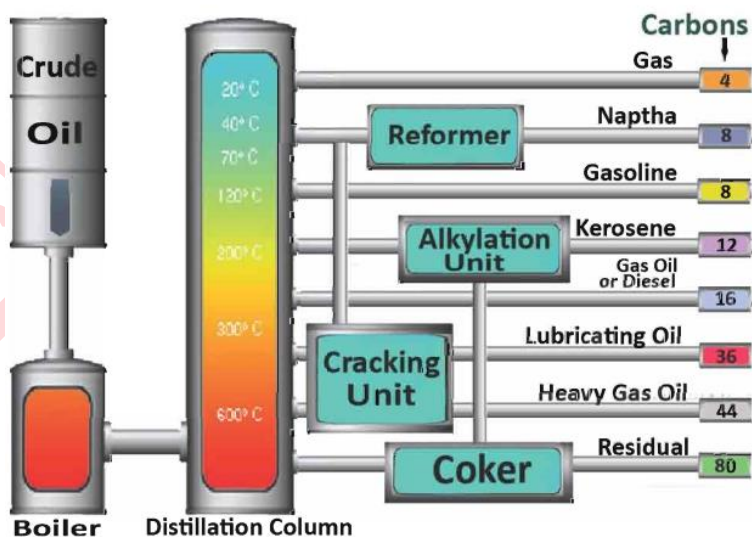 Crude
Oil
Boiler
Distillation Column
20° C
40° C
70° C
120° C
200° C
300° C
600° C
Reformer
Alkylation
Unit
Cracking
Unit
Coker
Carbons
Gas
4
Naptha
8
Gasoline
8
Kerosene
12
Gas Oil
or Diesel
16
Lubricating Oil
36
Heavy Gas Oil
44
Residual
80